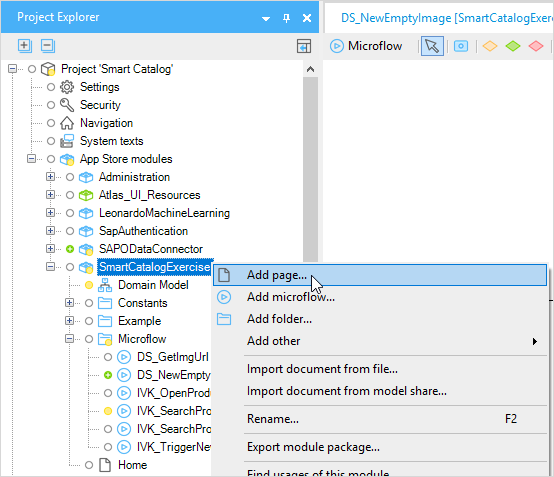 Project Explorer
DS_NewEmptyImage [SmartCatalogExer
Microflow
Project 'Smart Catalog'
Settings
Security
Navigation
System texts
App Store modules
Administration
Atlas_UI_Resources
LeonardoMachineLearning
SapAuthentication
SAPODataConnector
SmartCatalogExercise
Add page...
Domain Model
Add microflow...
Constants
Add folder...
Example
Add other
Microflow
DS_GetImgUrl
Import document from file...
DS_NewEmpty
Import document from model share...
IVK_OpenProd
IVK_SearchPro
Rename... F2
IVK_SearchPro
IVK_TriggerNe
Export module package...
Home
Find usages of this module